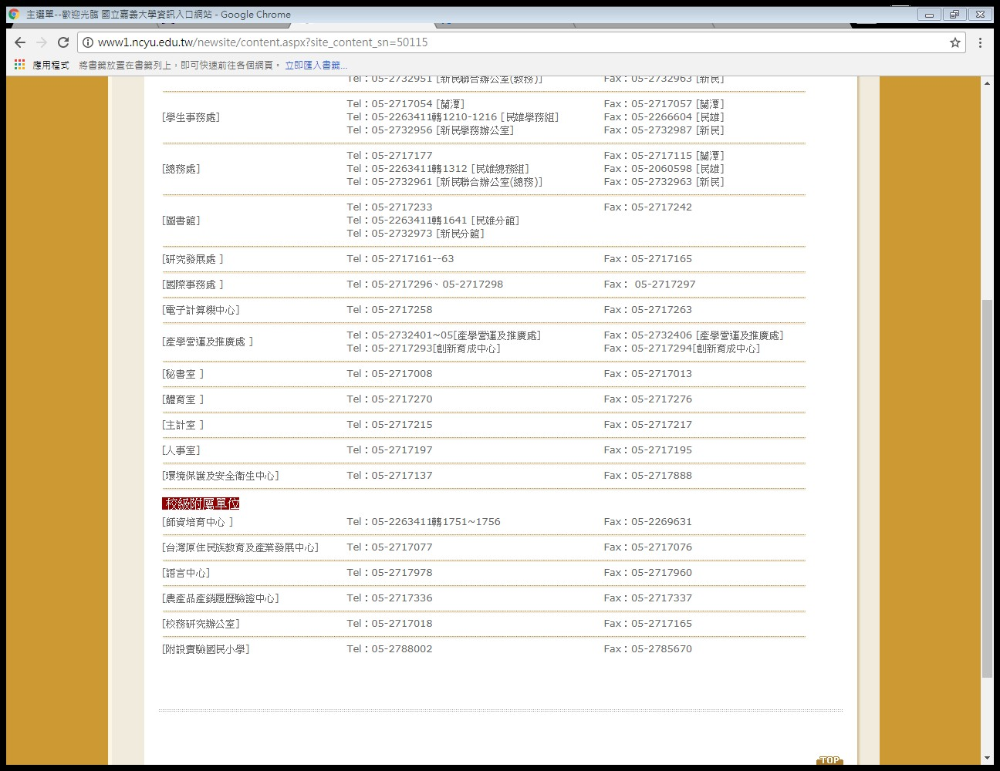 主選單--歡迎光臨 國立嘉義大學資訊入口網站 - Google Chrome
www1.ncyu.edu.tw/newsite/content.aspx?site_content_sn=50115
應用程式 將書籤放置在書籤列上，即可快速前往各個網頁。 立即匯入書籤...
Tel：05-2732951 [新民聯合辦公室(教務)] Fax：05-2732963 [新民]
Tel：05-2717054 [蘭潭] Fax：05-2717057 [蘭潭]
[學生事務處] Tel：05-2263411轉1210-1216 [民雄學務組] Fax：05-2266604 [民雄]
Tel：05-2732956 [新民學務辦公室] Fax：05-2732987 [新民]
Tel：05-2717177 Fax：05-2717115 [蘭潭]
[總務處] Tel：05-2263411轉1312 [民雄總務組] Fax：05-2060598 [民雄]
Tel：05-2732961 [新民聯合辦公室(總務)] Fax：05-2732963 [新民]
Tel：05-2717233 Fax：05-2717242
[圖書館] Tel：05-2263411轉1641 [民雄分館]
Tel：05-2732973 [新民分館]
[研究發展處 ] Tel：05-2717161--63 Fax：05-2717165
[國際事務處 ] Tel：05-2717296、05-2717298 Fax： 05-2717297
[電子計算機中心] Tel：05-2717258 Fax：05-2717263
Tel：05-2732401~05[產學營運及推廣處] Fax：05-2732406 [產學營運及推廣處]
[產學營運及推廣處 ]
Tel：05-2717293[創新育成中心] Fax：05-2717294[創新育成中心]
[秘書室 ] Tel：05-2717008 Fax：05-2717013
[體育室 ] Tel：05-2717270 Fax：05-2717276
[主計室 ] Tel：05-2717215 Fax：05-2717217
[人事室] Tel：05-2717197 Fax：05-2717195
[環境保護及安全衛生中心] Tel：05-2717137 Fax：05-2717888
校級附屬單位
[師資培育中心 ] Tel：05-2263411轉1751~1756 Fax：05-2269631
[台灣原住民族教育及產業發展中心] Tel：05-2717077 Fax：05-2717076
[語言中心] Tel：05-2717978 Fax：05-2717960
[農產品產銷履歷驗證中心] Tel：05-2717336 Fax：05-2717337
[校務研究辦公室] Tel：05-2717018 Fax：05-2717165
[附設實驗國民小學] Tel：05-2788002 Fax：05-2785670
TOP